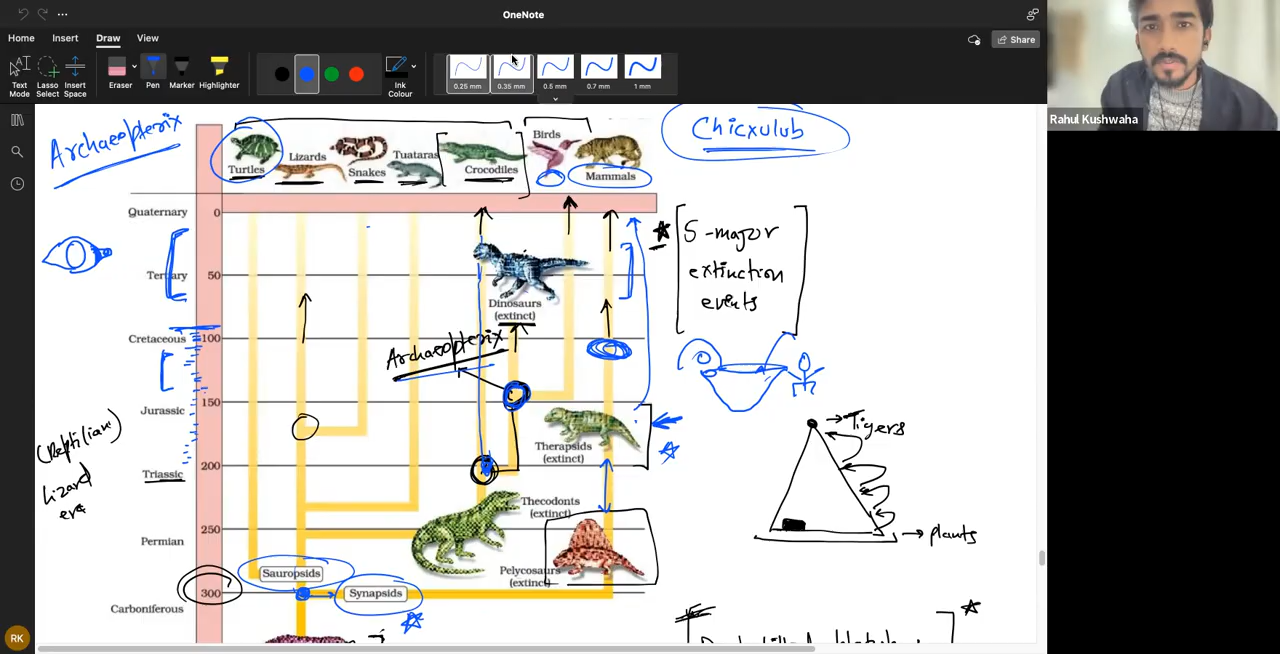 OneNote
Home Insert Draw View
Share
Text Mode
Lasso Select
Insert Space
Eraser
Pen
Marker
Highlighter
Ink Colour
0.25 mm
0.35 mm
0.5 mm
0.7 mm
1 mm
Rahul Kushwaha
Archaeopterix
Turtles
Lizards
Snakes
Tuataras
Crocodiles
Birds
Mammals
Chicxulub
Quaternary 0
Tertiary 50
Cretaceous 100
Jurassic 150
Triassic 200
Permian 250
Carboniferous 300
Dinosaurs
(extinct)
Archaeopterix
5-major
extinction
events
Therapsids
(extinct)
Thecodonts
(extinct)
Pelycosaurs
(extinct)
Sauropsids
Synapsids
(Reptilian)
lizard
era
Tigers
plants
RK